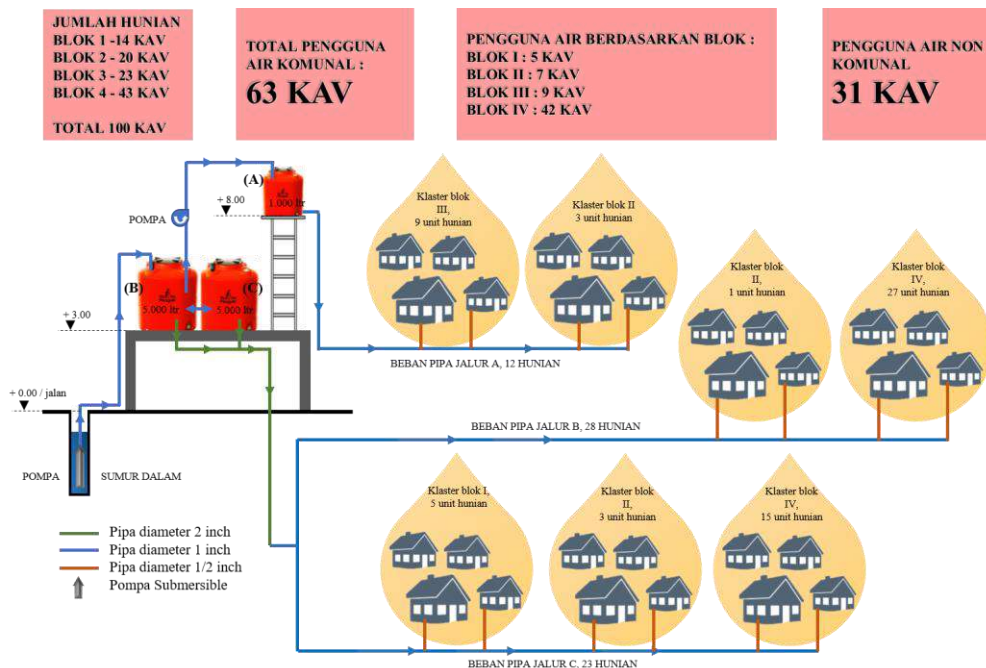 JUMLAH HUNIAN
BLOK 1 -14 KAV
BLOK 2 - 20 KAV
BLOK 3 - 23 KAV
BLOK 4 - 43 KAV
TOTAL 100 KAV
TOTAL PENGGUNA
AIR KOMUNAL :
63 KAV
PENGGUNA AIR BERDASARKAN BLOK :
BLOK I : 5 KAV
BLOK II : 7 KAV
BLOK III : 9 KAV
BLOK IV : 42 KAV
PENGGUNA AIR NON
KOMUNAL
31 KAV
(A)
1.000 ltr
+ 8.00
POMPA
(B)
(C)
5.000 ltr
5.000 ltr
+ 3.00
+ 0.00 / jalan
POMPA
SUMUR DALAM
Klaster blok
III,
9 unit hunian
Klaster blok II
3 unit hunian
BEBAN PIPA JALUR A, 12 HUNIAN
Klaster blok
II,
1 unit hunian
Klaster blok
IV,
27 unit hunian
BEBAN PIPA JALUR B, 28 HUNIAN
Klaster blok I,
5 unit hunian
Klaster blok
II,
3 unit hunian
Klaster blok
IV,
15 unit hunian
BEBAN PIPA JALUR C, 23 HUNIAN
Pipa diameter 2 inch
Pipa diameter 1 inch
Pipa diameter 1/2 inch
Pompa Submersible